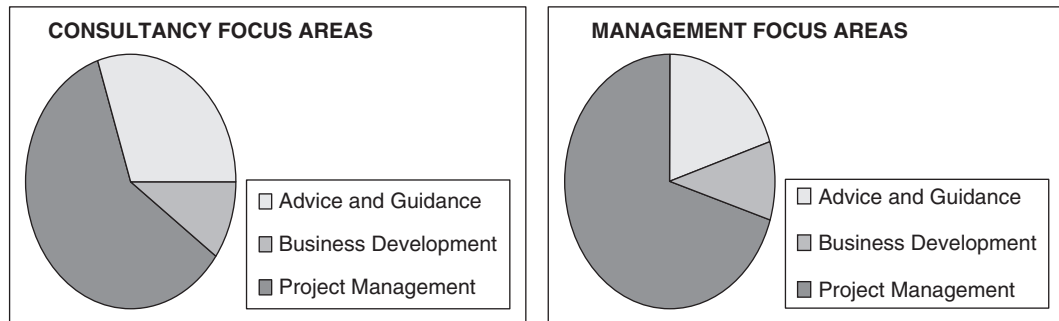 CONSULTANCY FOCUS AREAS
Advice and Guidance
Business Development
Project Management
MANAGEMENT FOCUS AREAS
Advice and Guidance
Business Development
Project Management